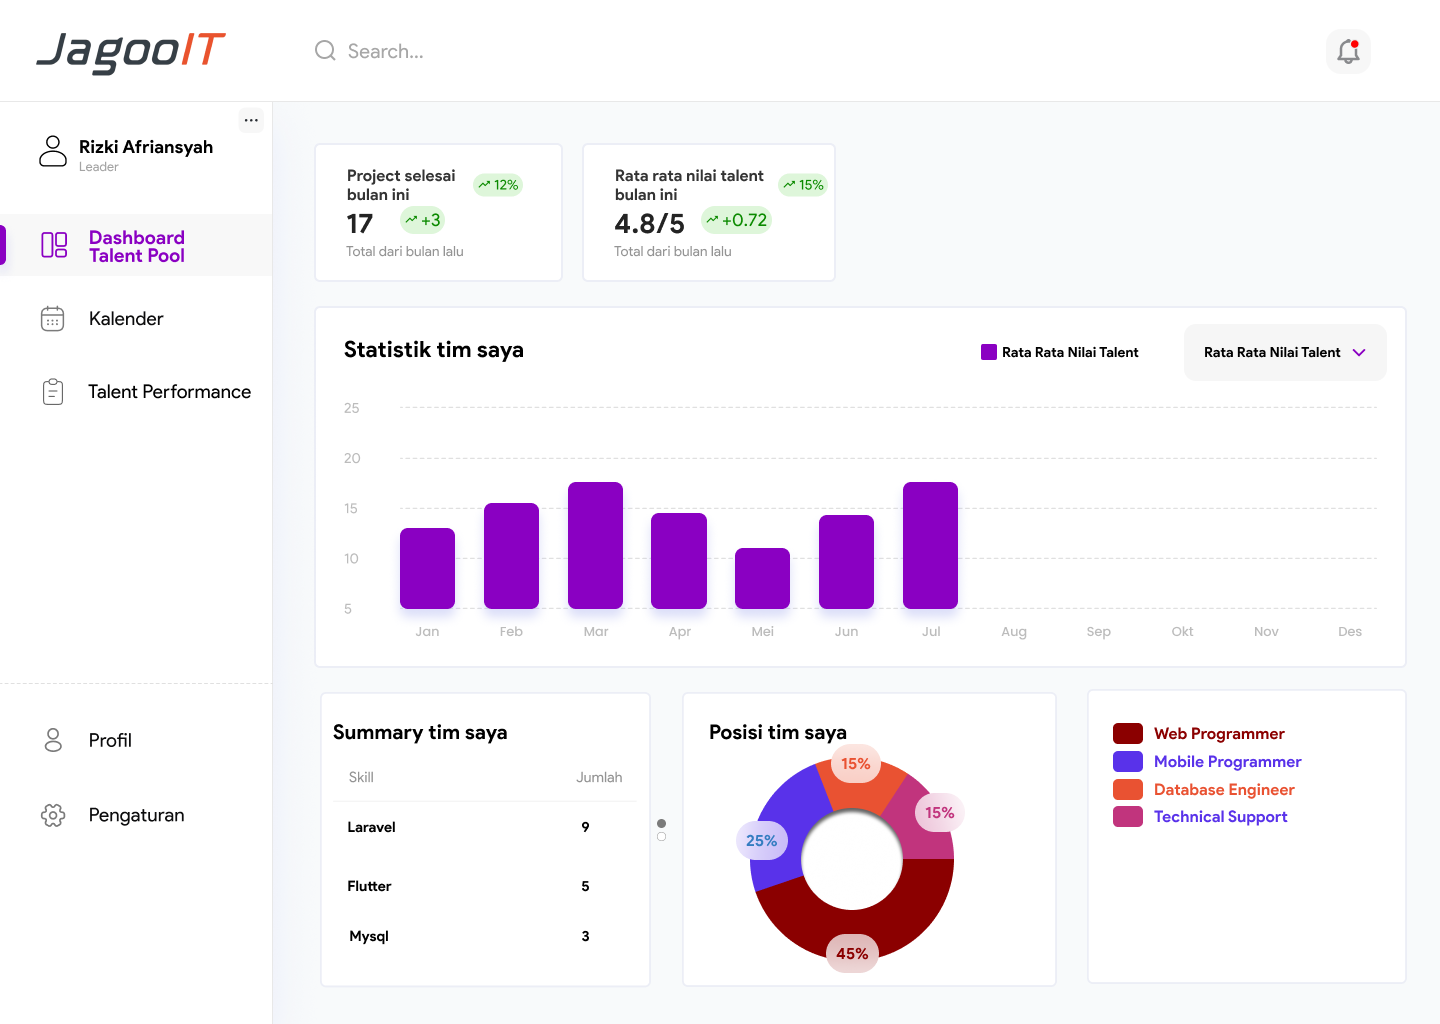 JagooIT
Search...
...
Rizki Afriansyah
Leader
Dashboard
Talent Pool
Kalender
Talent Performance
Profil
Pengaturan
Project selesai
bulan ini
12%
17
+3
Total dari bulan lalu
Rata rata nilai talent
bulan ini
15%
4.8/5
+0.72
Total dari bulan lalu
Statistik tim saya
Rata Rata Nilai Talent
Rata Rata Nilai Talent
25
20
15
10
5
Jan Feb Mar Apr Mei Jun Jul Aug Sep Okt Nov Des
Summary tim saya
Skill Jumlah
Laravel 9
Flutter 5
Mysql 3
Posisi tim saya
15%
15%
25%
45%
Web Programmer
Mobile Programmer
Database Engineer
Technical Support